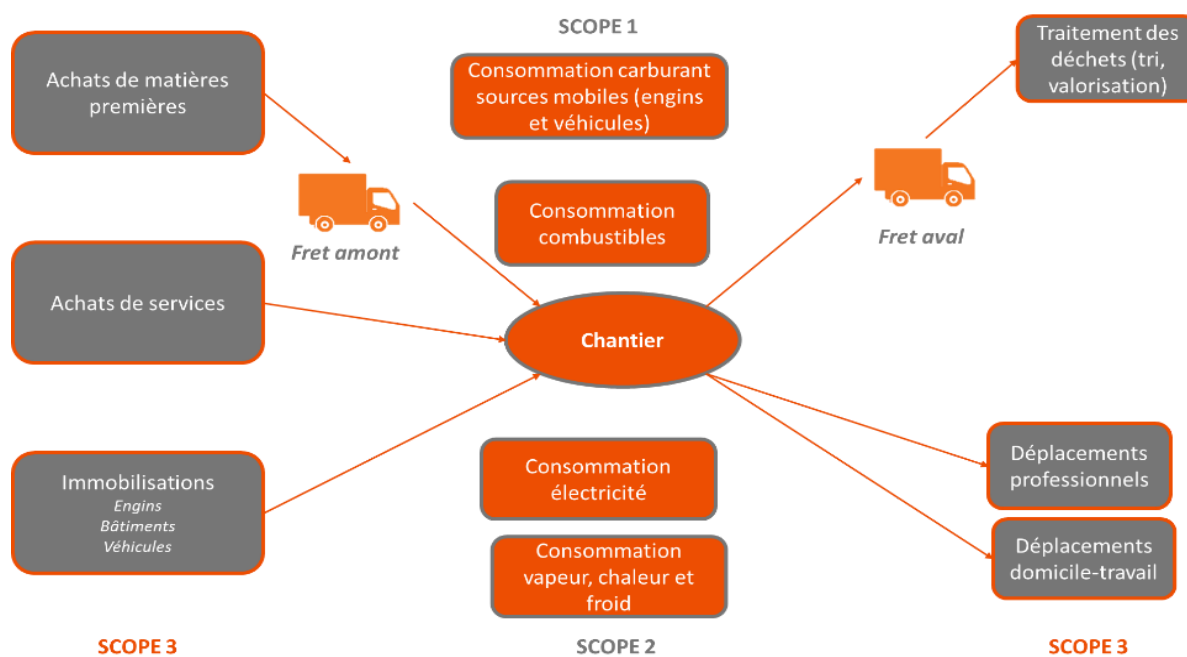 SCOPE 1
Achats de matières
premières
Consommation carburant
sources mobiles (engins
et véhicules)
Traitement des
déchets (tri,
valorisation)
Fret amont
Consommation
combustibles
Fret aval
Achats de services
Chantier
Immobilisations
Engins
Bâtiments
Véhicules
Consommation
électricité
Consommation
vapeur, chaleur et
froid
Déplacements
professionnels
Déplacements
domicile-travail
SCOPE 3
SCOPE 2
SCOPE 3